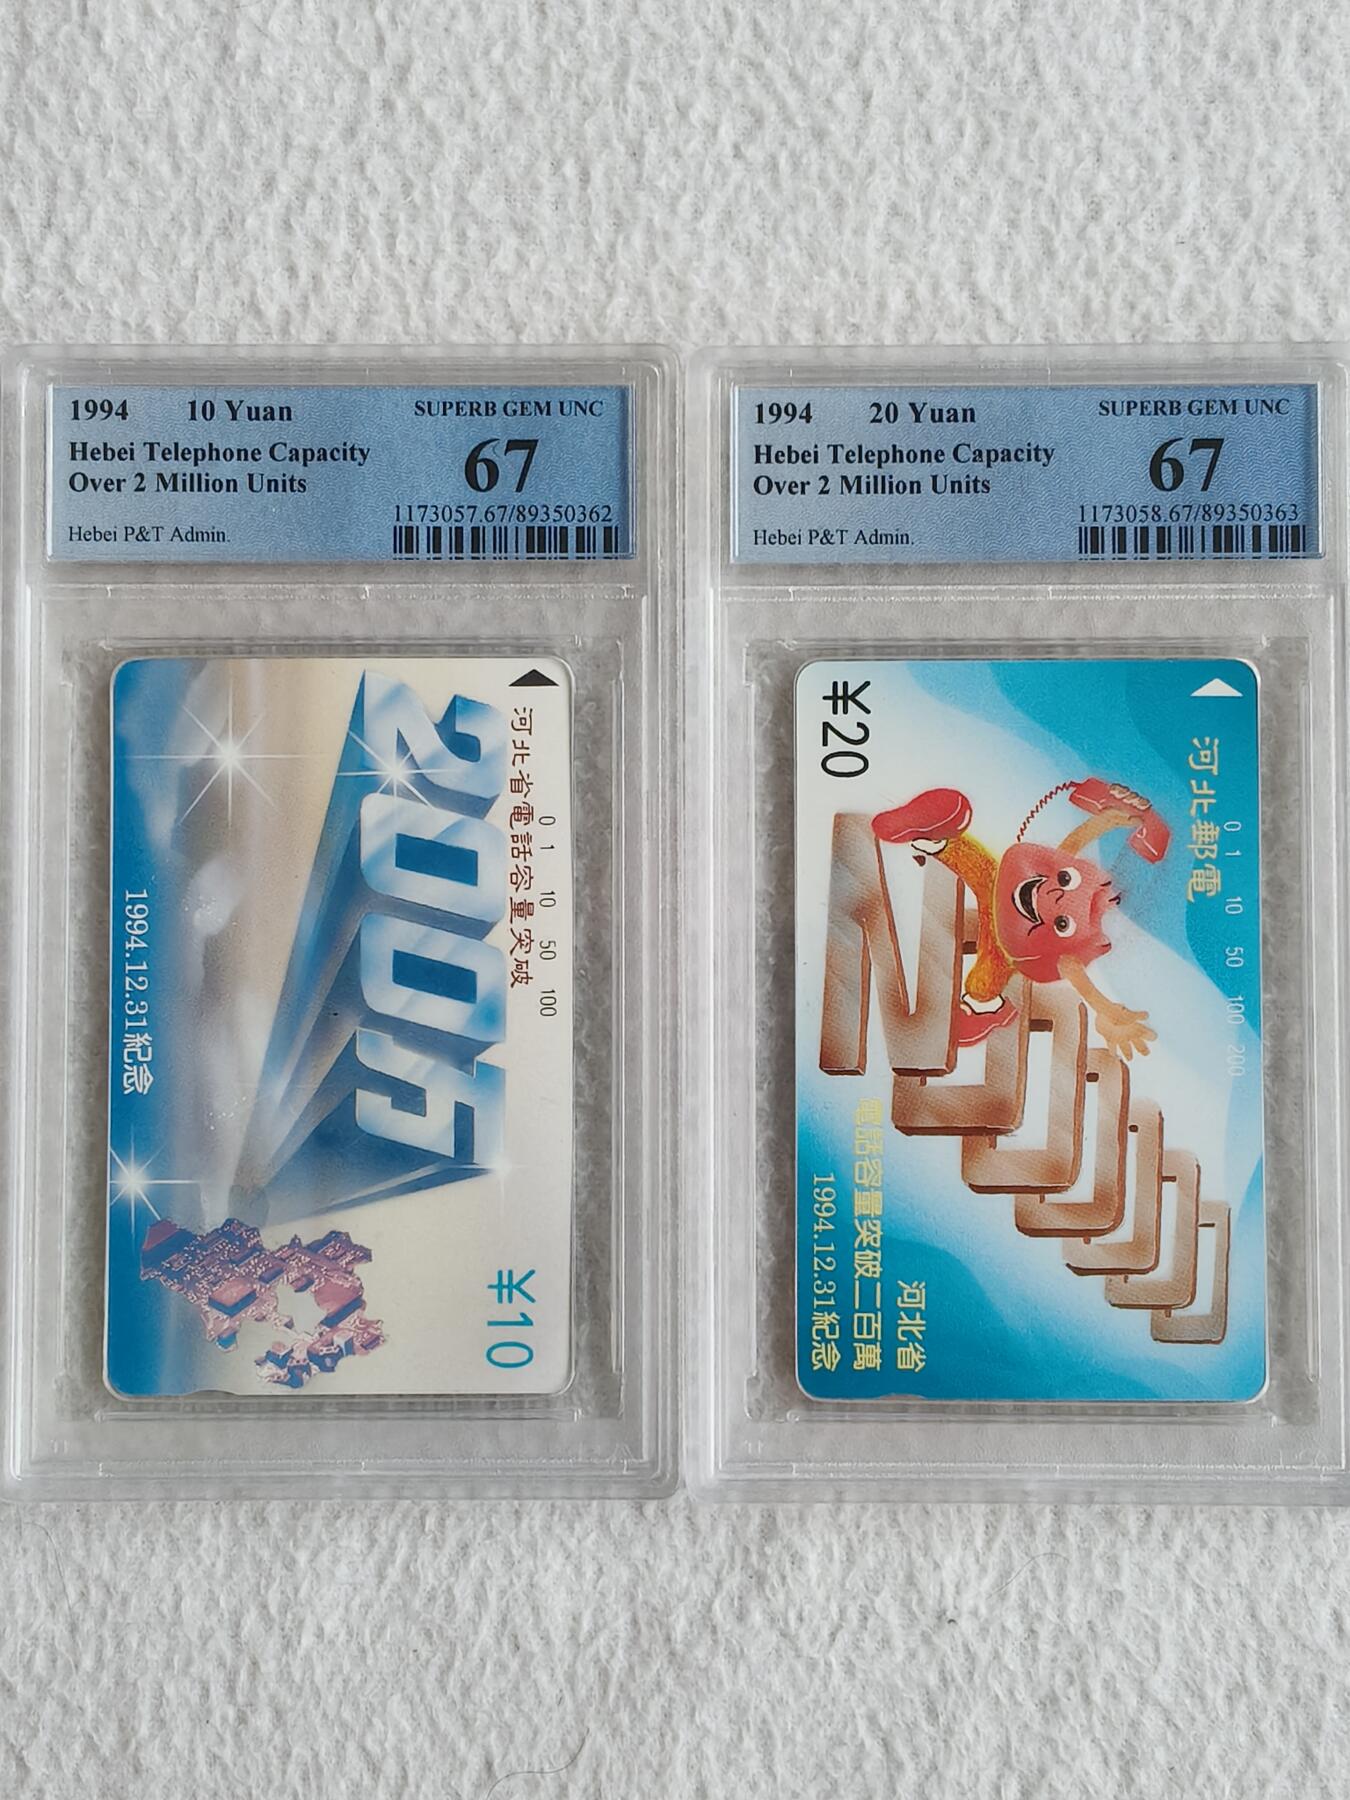 1994 10 Yuan
SUPERB GEM UNC
Hebei Telephone Capacity
Over 2 Million Units
67
1173057.67/89350362
Hebei P&T Admin.
河北省電話容量突破
0 1 10 50 100
200万
1994.12.31紀念
¥10
1994 20 Yuan
SUPERB GEM UNC
Hebei Telephone Capacity
Over 2 Million Units
67
1173058.67/89350363
Hebei P&T Admin.
¥20
河北郵電
0 1 10 50 100 200
2000000
河北省
電話容量突破二百萬
1994.12.31紀念